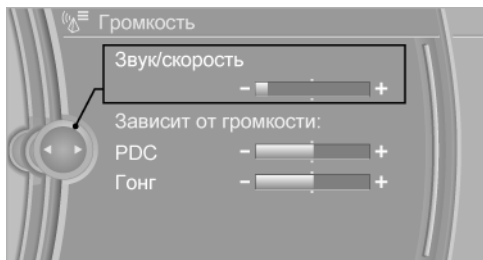 Громкость
Звук/скорость
- +
Зависит от громкости:
PDC - +
Гонг - +